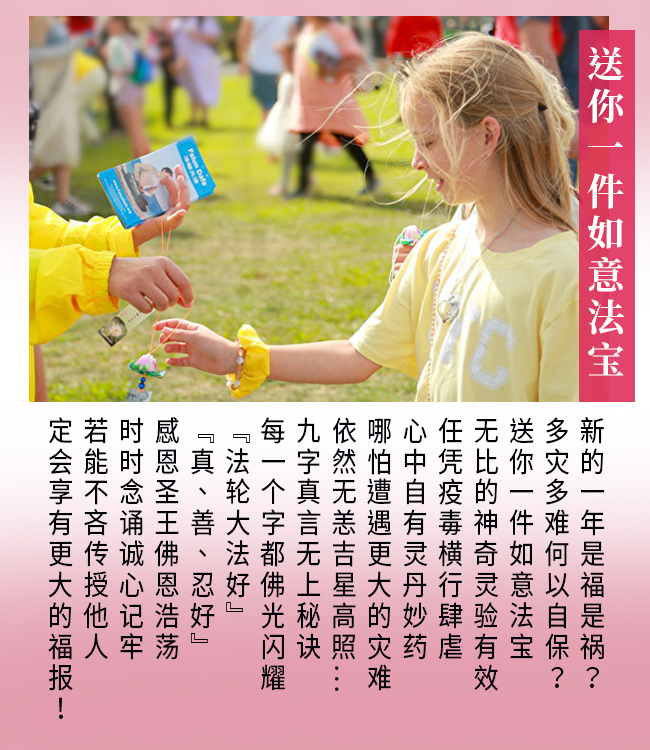 送你一件如意法宝
Falun Dafa
新的一年是福是祸？
多灾多难何以自保？
送你一件如意法宝
无比的神奇灵验有效
任凭疫毒横行肆虐
心中自有灵丹妙药
哪怕遭遇更大的灾难
依然无恙吉星高照…
九字真言无上秘诀
每一个字都佛光闪耀
『法轮大法好』
『真、善、忍好』
感恩圣王佛恩浩荡
时时念诵诚心记牢
若能不吝传授他人
定会享有更大的福报！